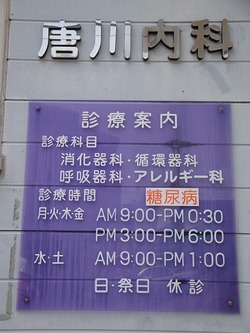 唐川内科
診療案内
診療科目
消化器科・循環器科
呼吸器科・アレルギー科
診療時間 糖尿病
月・火・木・金 AM 9:00-PM 0:30
PM 3:00-PM 6:00
水・土 AM 9:00-PM 1:00
日・祭日 休診